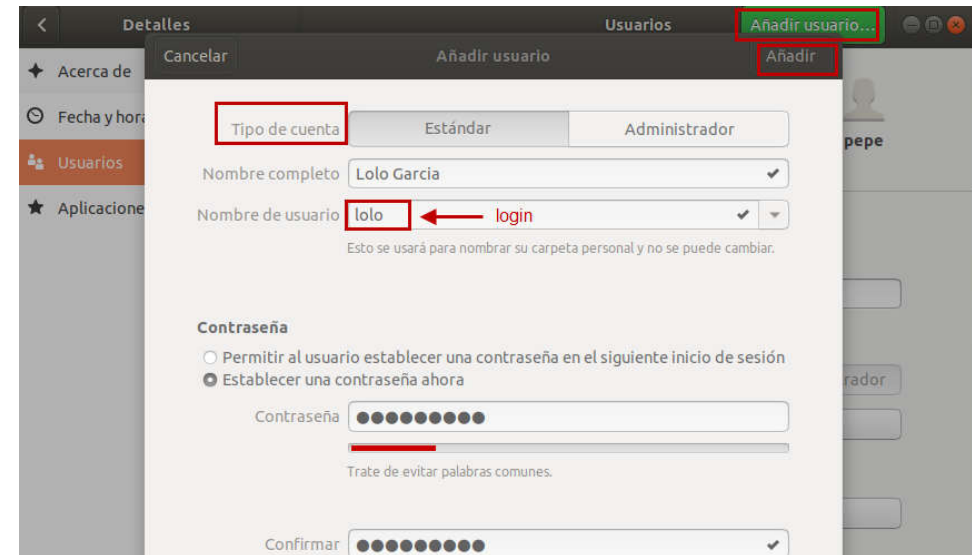 Detalles Usuarios Añadir usuario...
Cancelar Añadir usuario Añadir
Acerca de
Fecha y hora
Usuarios
Aplicacione
pepe
Tipo de cuenta Estándar Administrador
Nombre completo Lolo Garcia
Nombre de usuario lolo login
Esto se usará para nombrar su carpeta personal y no se puede cambiar.
Contraseña
Permitir al usuario establecer una contraseña en el siguiente inicio de sesión
Establecer una contraseña ahora
rador
Contraseña ●●●●●●●●●
Trate de evitar palabras comunes.
Confirmar ●●●●●●●●●